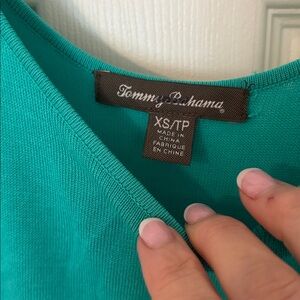 Tommy Bahama®
XS/TP
MADE IN
CHINA
FABRIQUÉ
EN CHINE